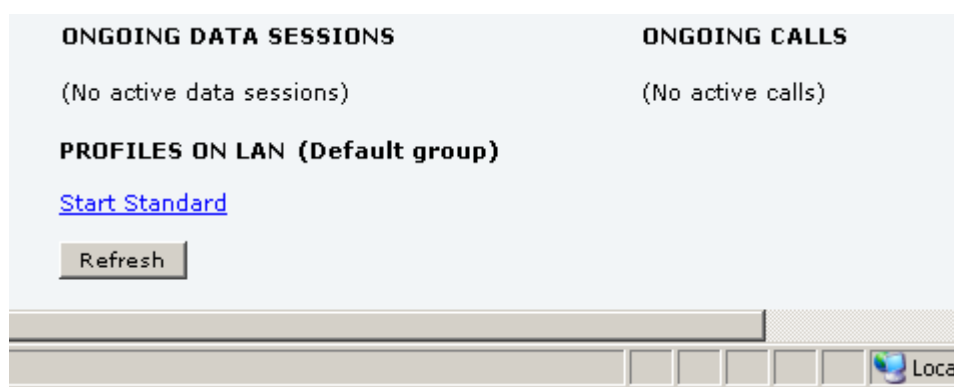 ONGOING DATA SESSIONS
ONGOING CALLS
(No active data sessions)
(No active calls)
PROFILES ON LAN (Default group)
Start Standard
Refresh
Loca